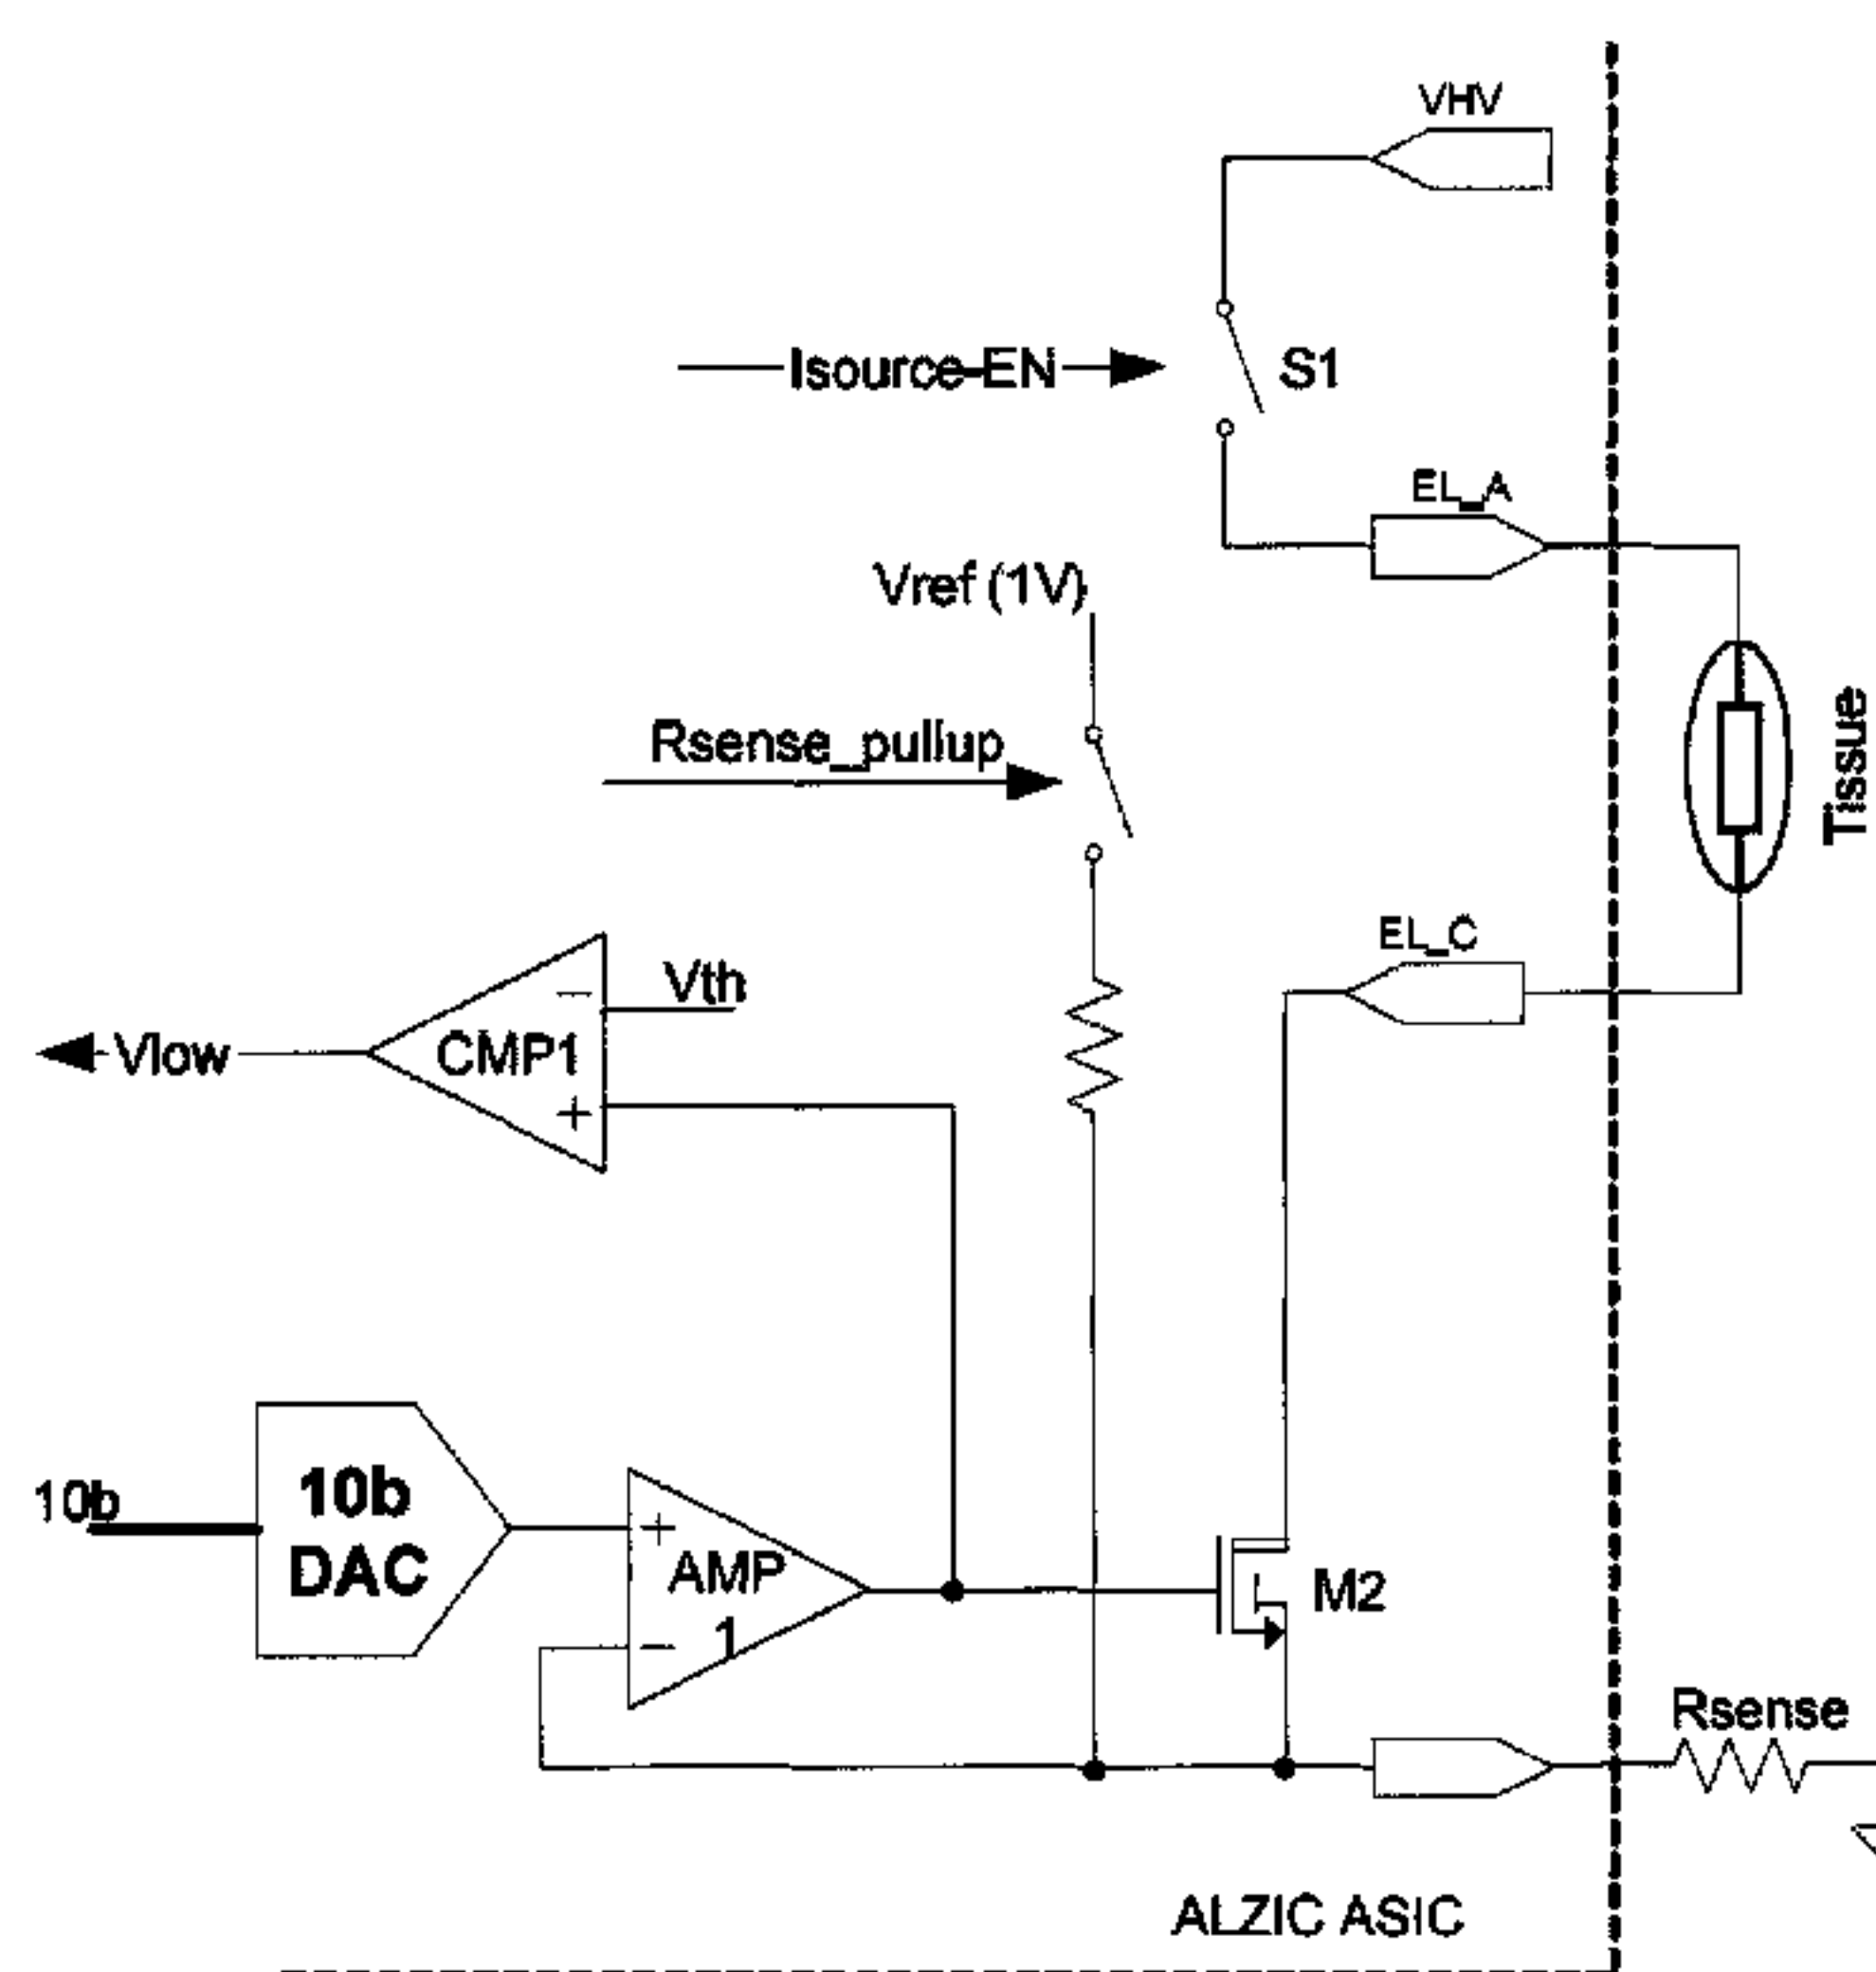 VHV
Isource-EN
S1
EL_A
Vref (1V)
Rsense_pullup
Tissue
EL_C
Vth
−
CMP1
+
Vlow
10b
10b
DAC
+
AMP
1
−
M2
Rsense
ALZIC ASIC